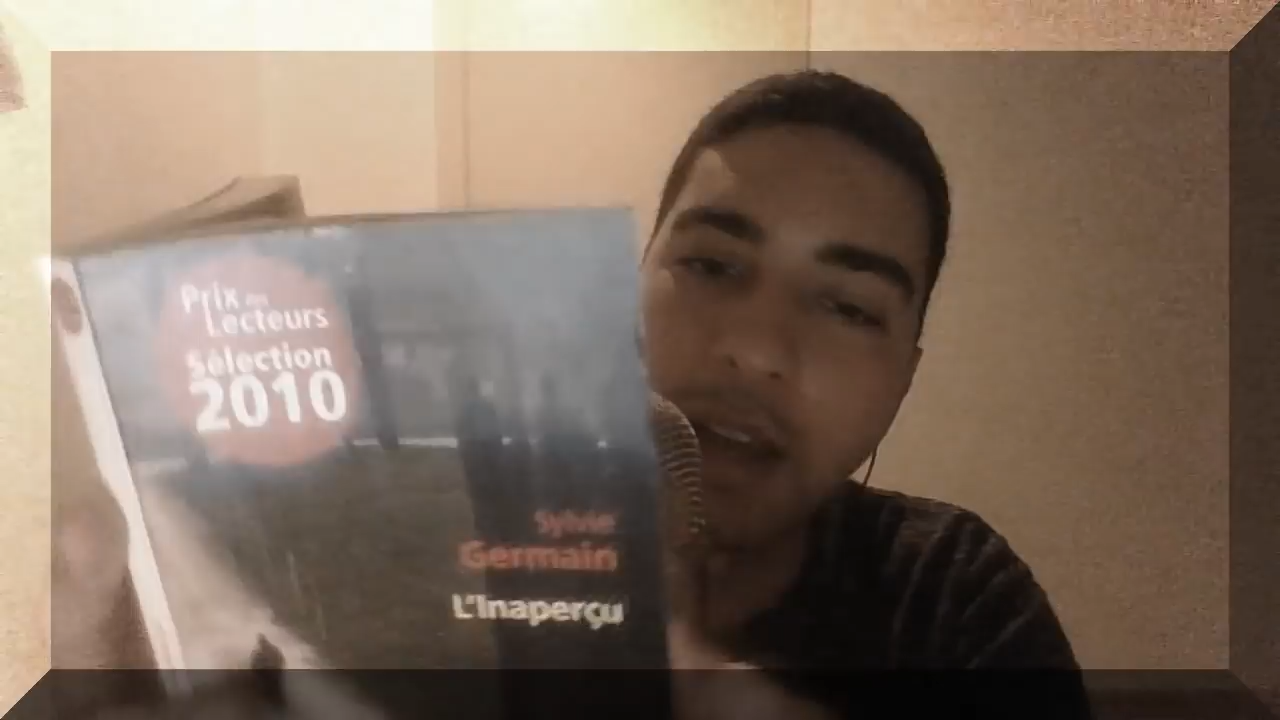 Prix des
Lecteurs
Sélection
2010
Sylvie
Germain
L'Inaperçu